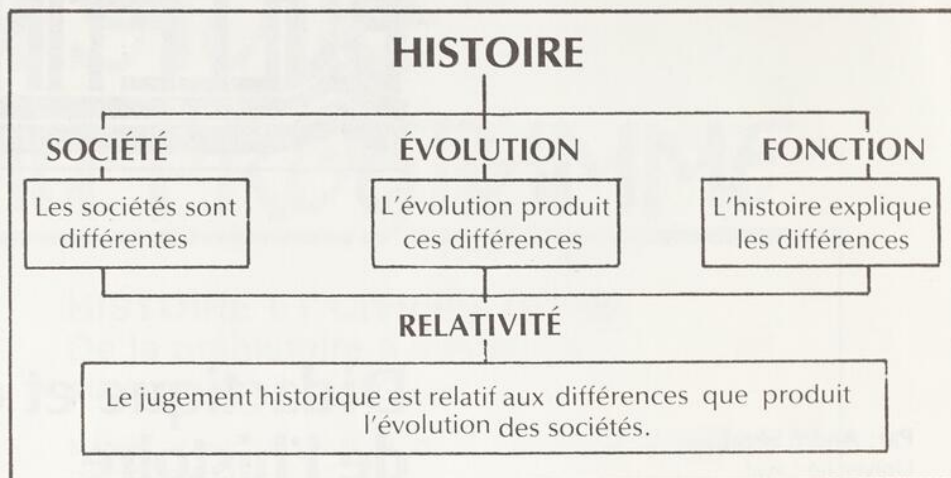 HISTOIRE
SOCIÉTÉ
Les sociétés sont
différentes
ÉVOLUTION
L'évolution produit
ces différences
FONCTION
L'histoire explique
les différences
RELATIVITÉ
Le jugement historique est relatif aux différences que produit
l'évolution des sociétés.